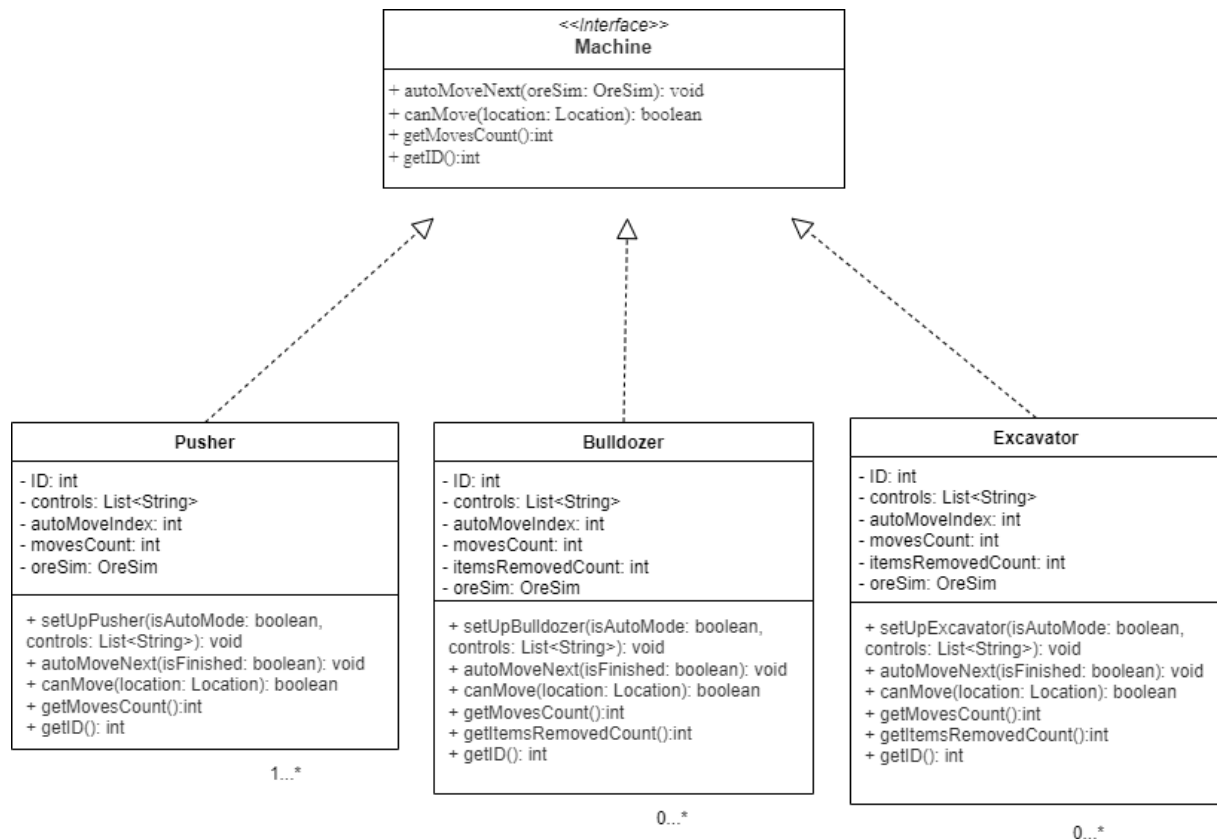 <<Interface>>
Machine
+ autoMoveNext(oreSim: OreSim): void
+ canMove(location: Location): boolean
+ getMovesCount():int
+ getID():int
Pusher
- ID: int
- controls: List<String>
- autoMoveIndex: int
- movesCount: int
- oreSim: OreSim
+ setUpPusher(isAutoMode: boolean,
controls: List<String>): void
+ autoMoveNext(isFinished: boolean): void
+ canMove(location: Location): boolean
+ getMovesCount():int
+ getID(): int
1...*
Bulldozer
- ID: int
- controls: List<String>
- autoMoveIndex: int
- movesCount: int
- itemsRemovedCount: int
- oreSim: OreSim
+ setUpBulldozer(isAutoMode: boolean,
controls: List<String>): void
+ autoMoveNext(isFinished: boolean): void
+ canMove(location: Location): boolean
+ getMovesCount():int
+ getItemsRemovedCount():int
+ getID(): int
0...*
Excavator
- ID: int
- controls: List<String>
- autoMoveIndex: int
- movesCount: int
- itemsRemovedCount: int
- oreSim: OreSim
+ setUpExcavator(isAutoMode: boolean,
controls: List<String>): void
+ autoMoveNext(isFinished: boolean): void
+ canMove(location: Location): boolean
+ getMovesCount():int
+ getItemsRemovedCount():int
+ getID(): int
0...*